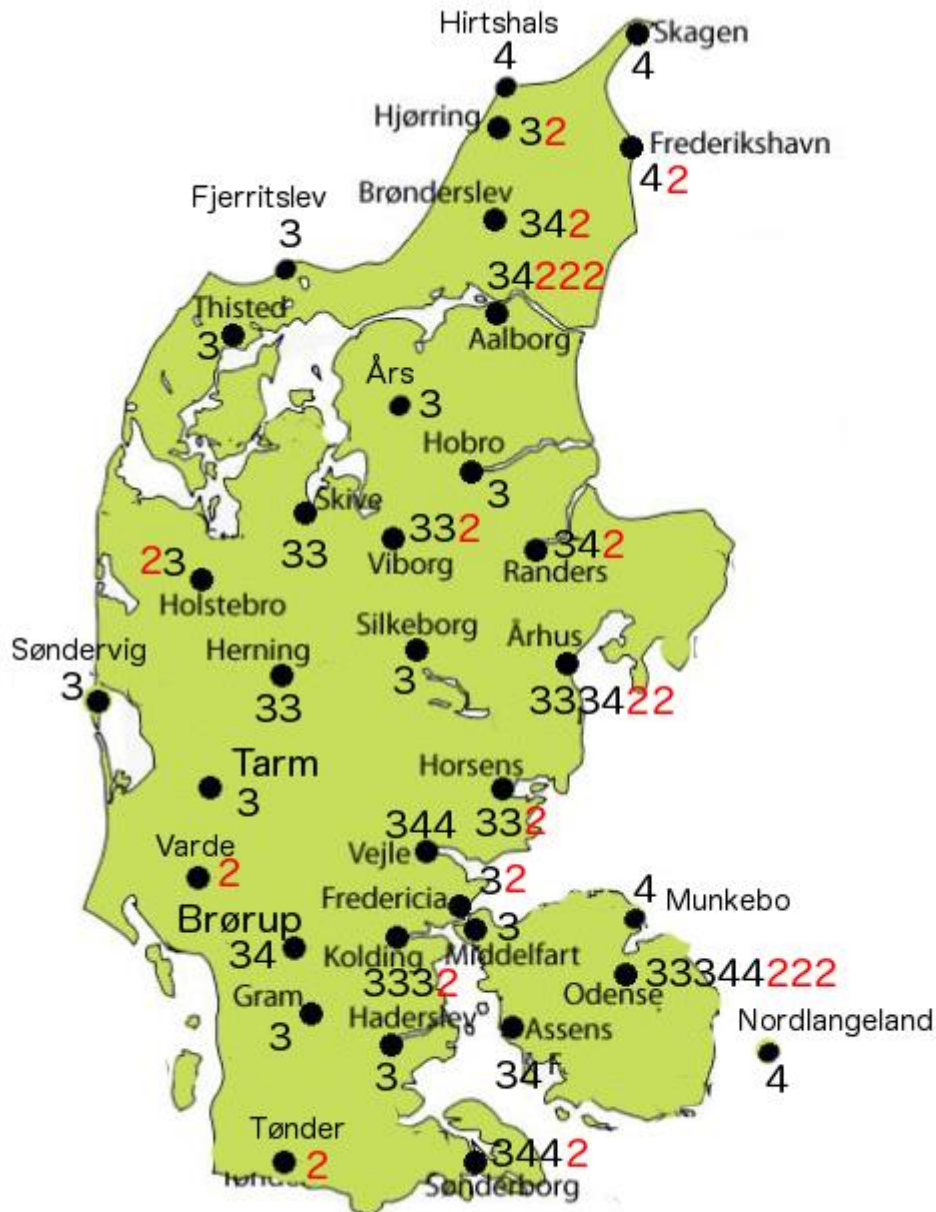 Hirtshals
4
Skagen
4
Hjørring
32
Frederikshavn
42
Brønderslev
342
Fjerritslev
3
34222
Aalborg
Thisted
3
Års
3
Hobro
3
Skive
33
332
Viborg
342
Randers
23
Holstebro
Silkeborg
3
Århus
333422
Søndervig
3
Herning
33
Tarm
3
Horsens
332
344
Vejle
Varde
2
32
Fredericia
4
Munkebo
Brørup
34
Kolding
3332
3
Middelfart
33344222
Odense
Gram
3
Haderslev
3
Assens
34
Nordlangeland
4
Tønder
2
3442
Sønderborg